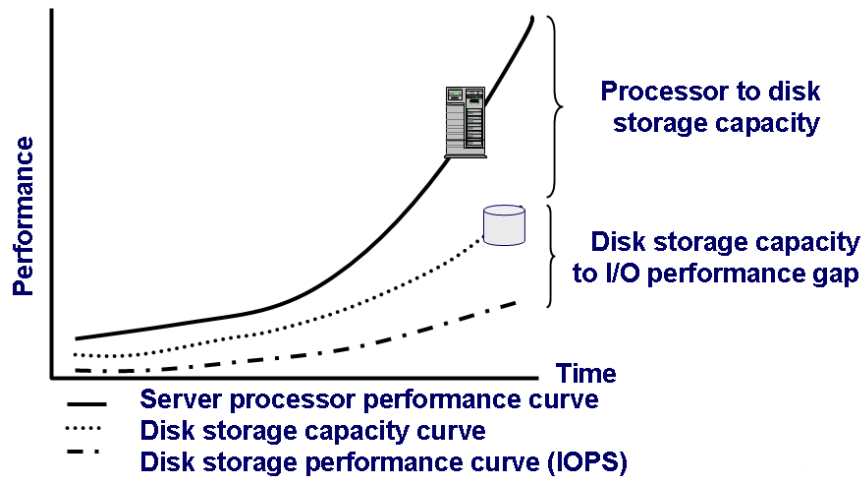 Performance
Processor to disk
storage capacity
Disk storage capacity
to I/O performance gap
Time
Server processor performance curve
Disk storage capacity curve
Disk storage performance curve (IOPS)